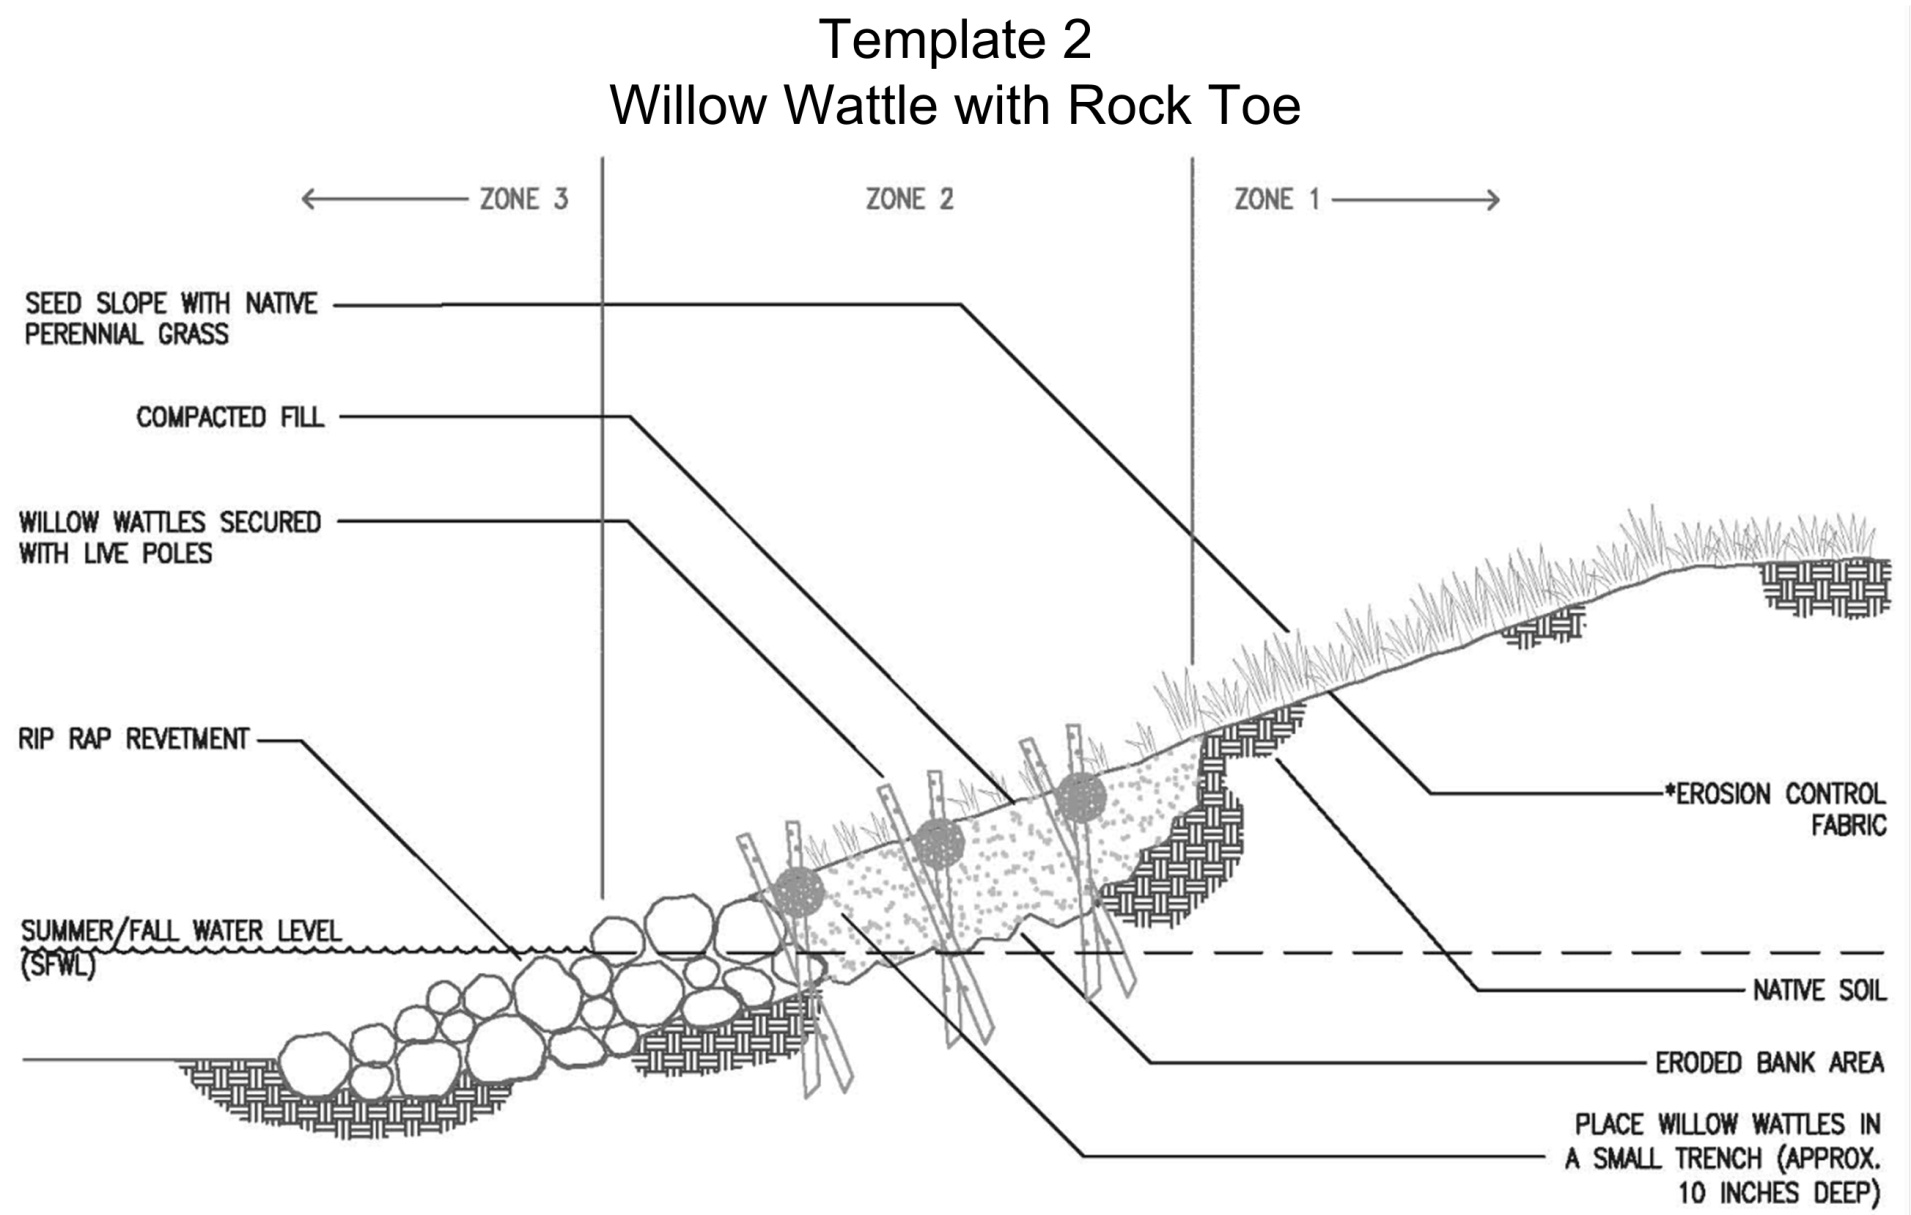 Template 2
Willow Wattle with Rock Toe
ZONE 3
ZONE 2
ZONE 1
SEED SLOPE WITH NATIVE
PERENNIAL GRASS
COMPACTED FILL
WILLOW WATTLES SECURED
WITH LIVE POLES
RIP RAP REVETMENT
*EROSION CONTROL
FABRIC
SUMMER/FALL WATER LEVEL
(SFWL)
NATIVE SOIL
ERODED BANK AREA
PLACE WILLOW WATTLES IN
A SMALL TRENCH (APPROX.
10 INCHES DEEP)